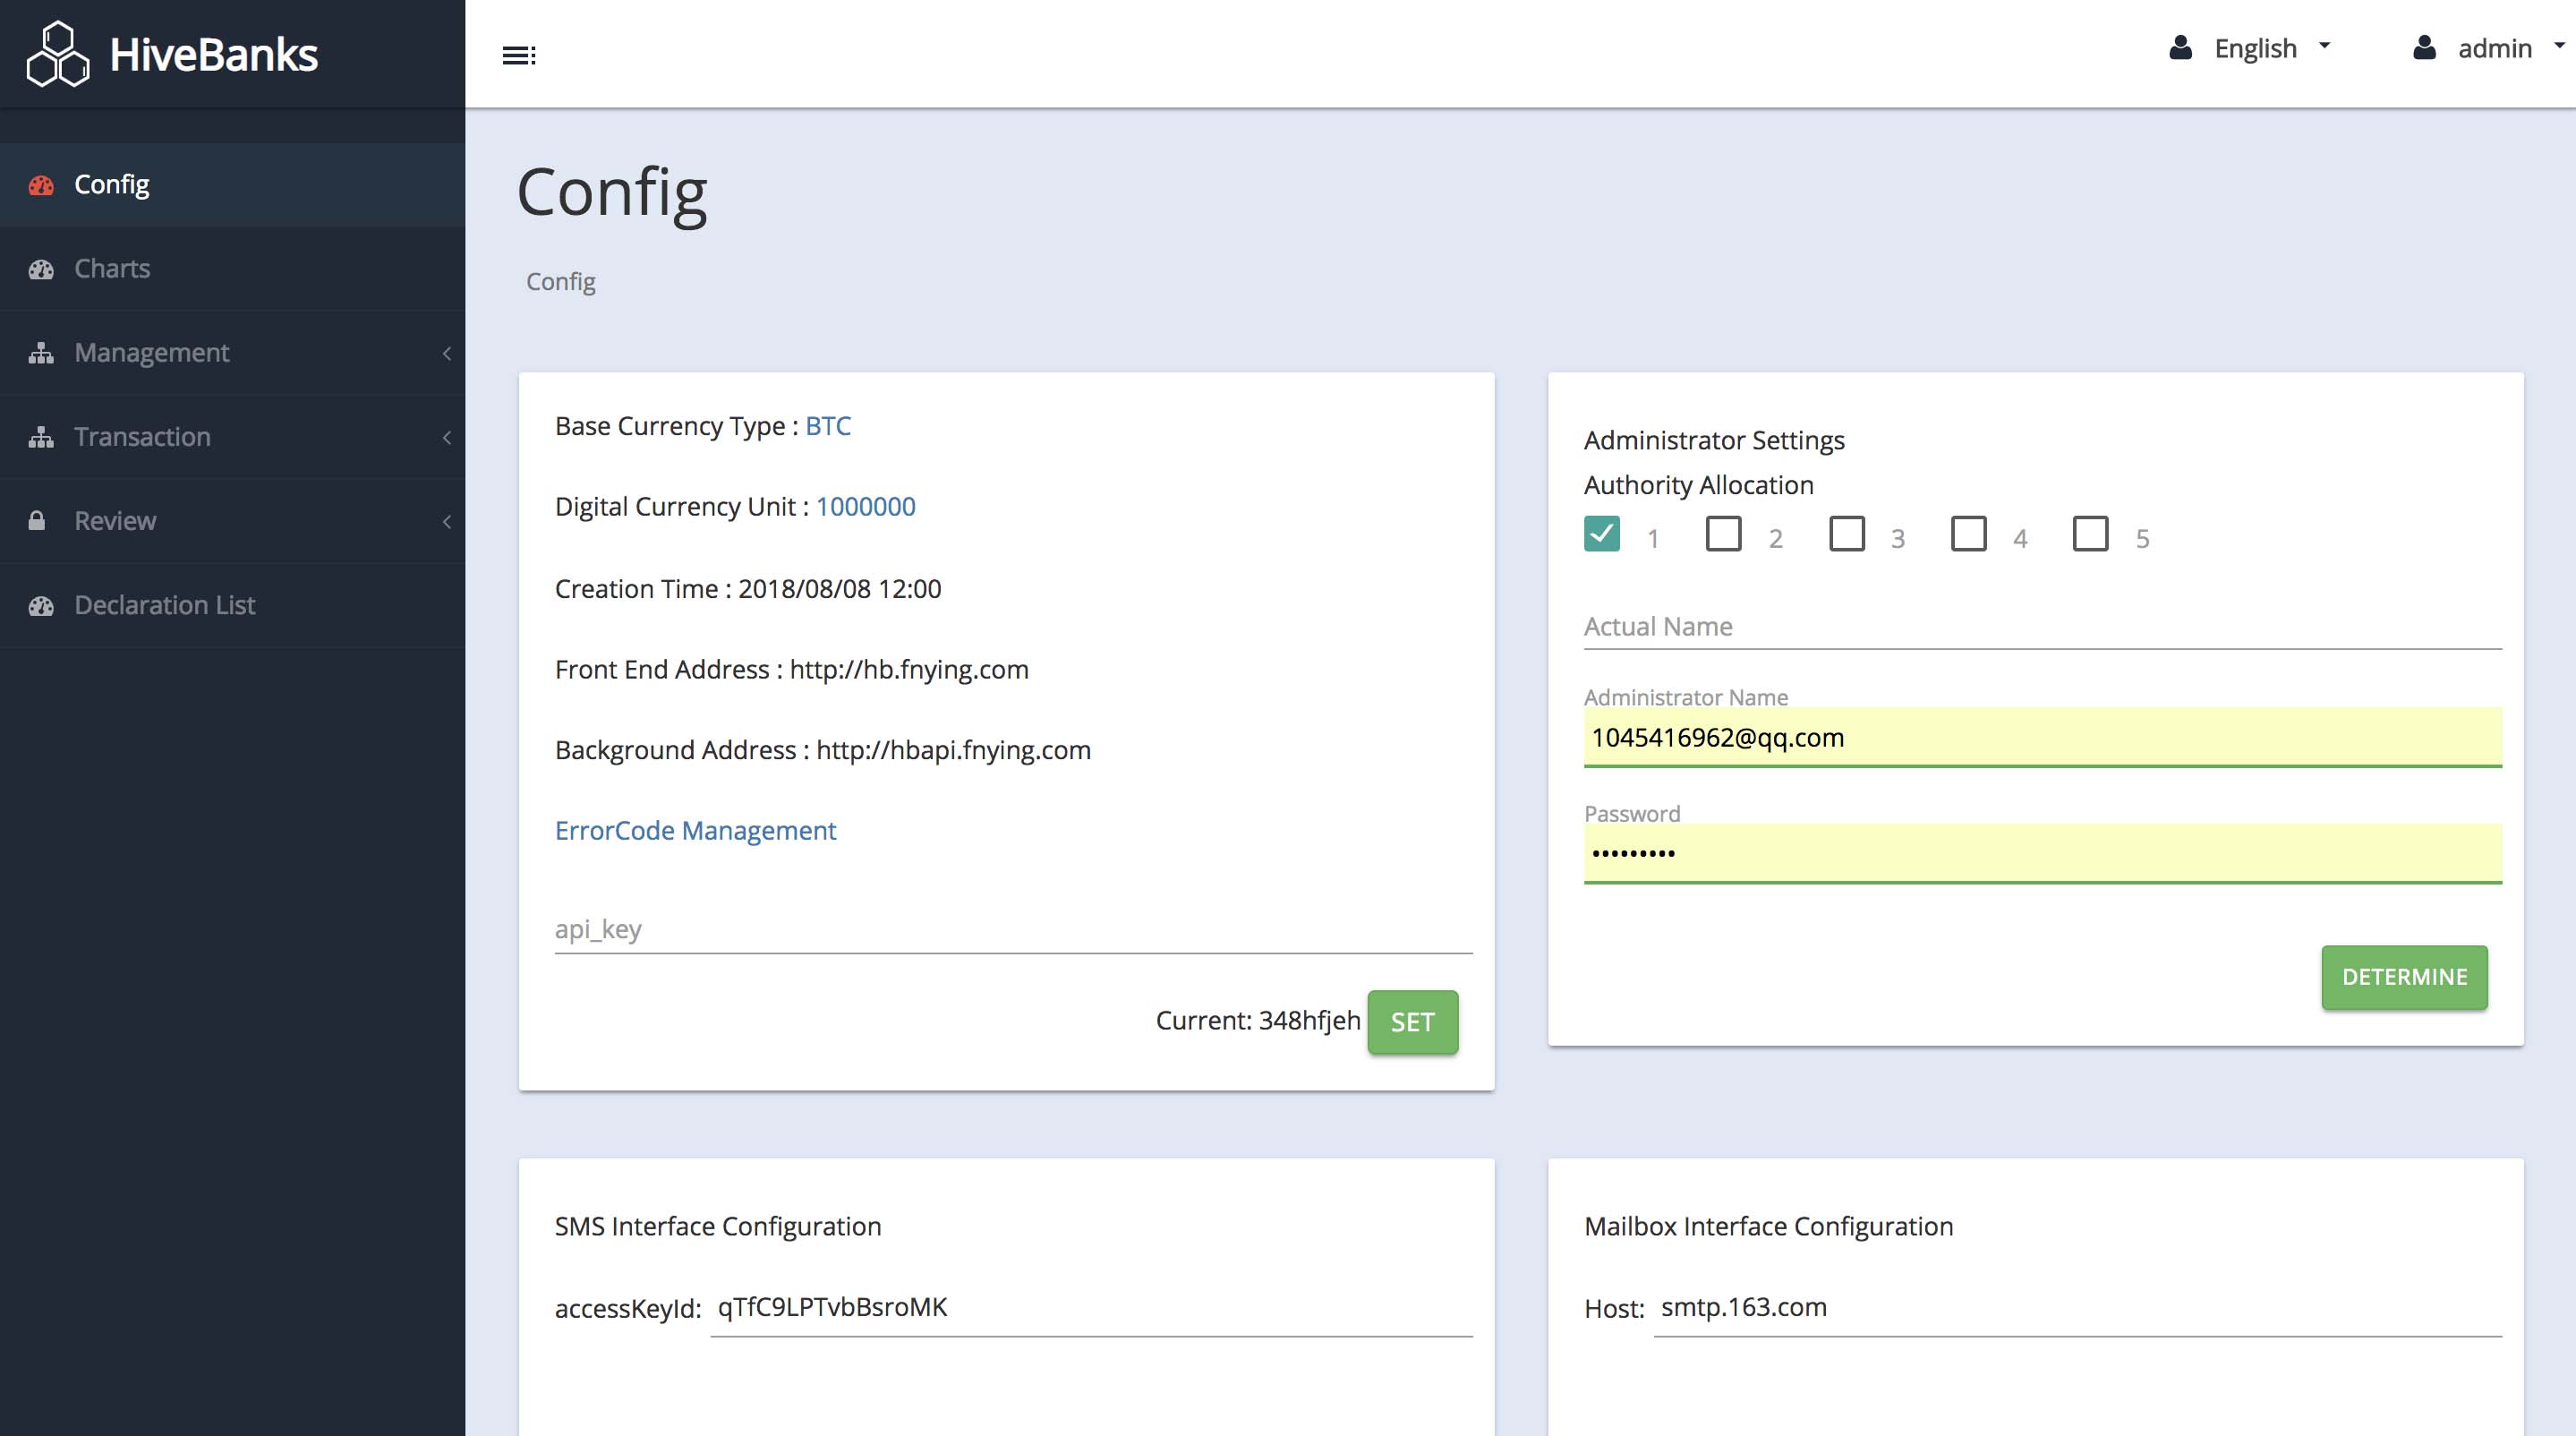 HiveBanks
English
admin
Config
Charts
Management
Transaction
Review
Declaration List
Config
Config
Base Currency Type : BTC
Digital Currency Unit : 1000000
Creation Time : 2018/08/08 12:00
Front End Address : http://hb.fnying.com
Background Address : http://hbapi.fnying.com
ErrorCode Management
api_key
Current: 348hfjeh SET
Administrator Settings
Authority Allocation
1 2 3 4 5
Actual Name
Administrator Name
1045416962@qq.com
Password
•••••••••
DETERMINE
SMS Interface Configuration
accessKeyId: qTfC9LPTvbBsroMK
Mailbox Interface Configuration
Host: smtp.163.com